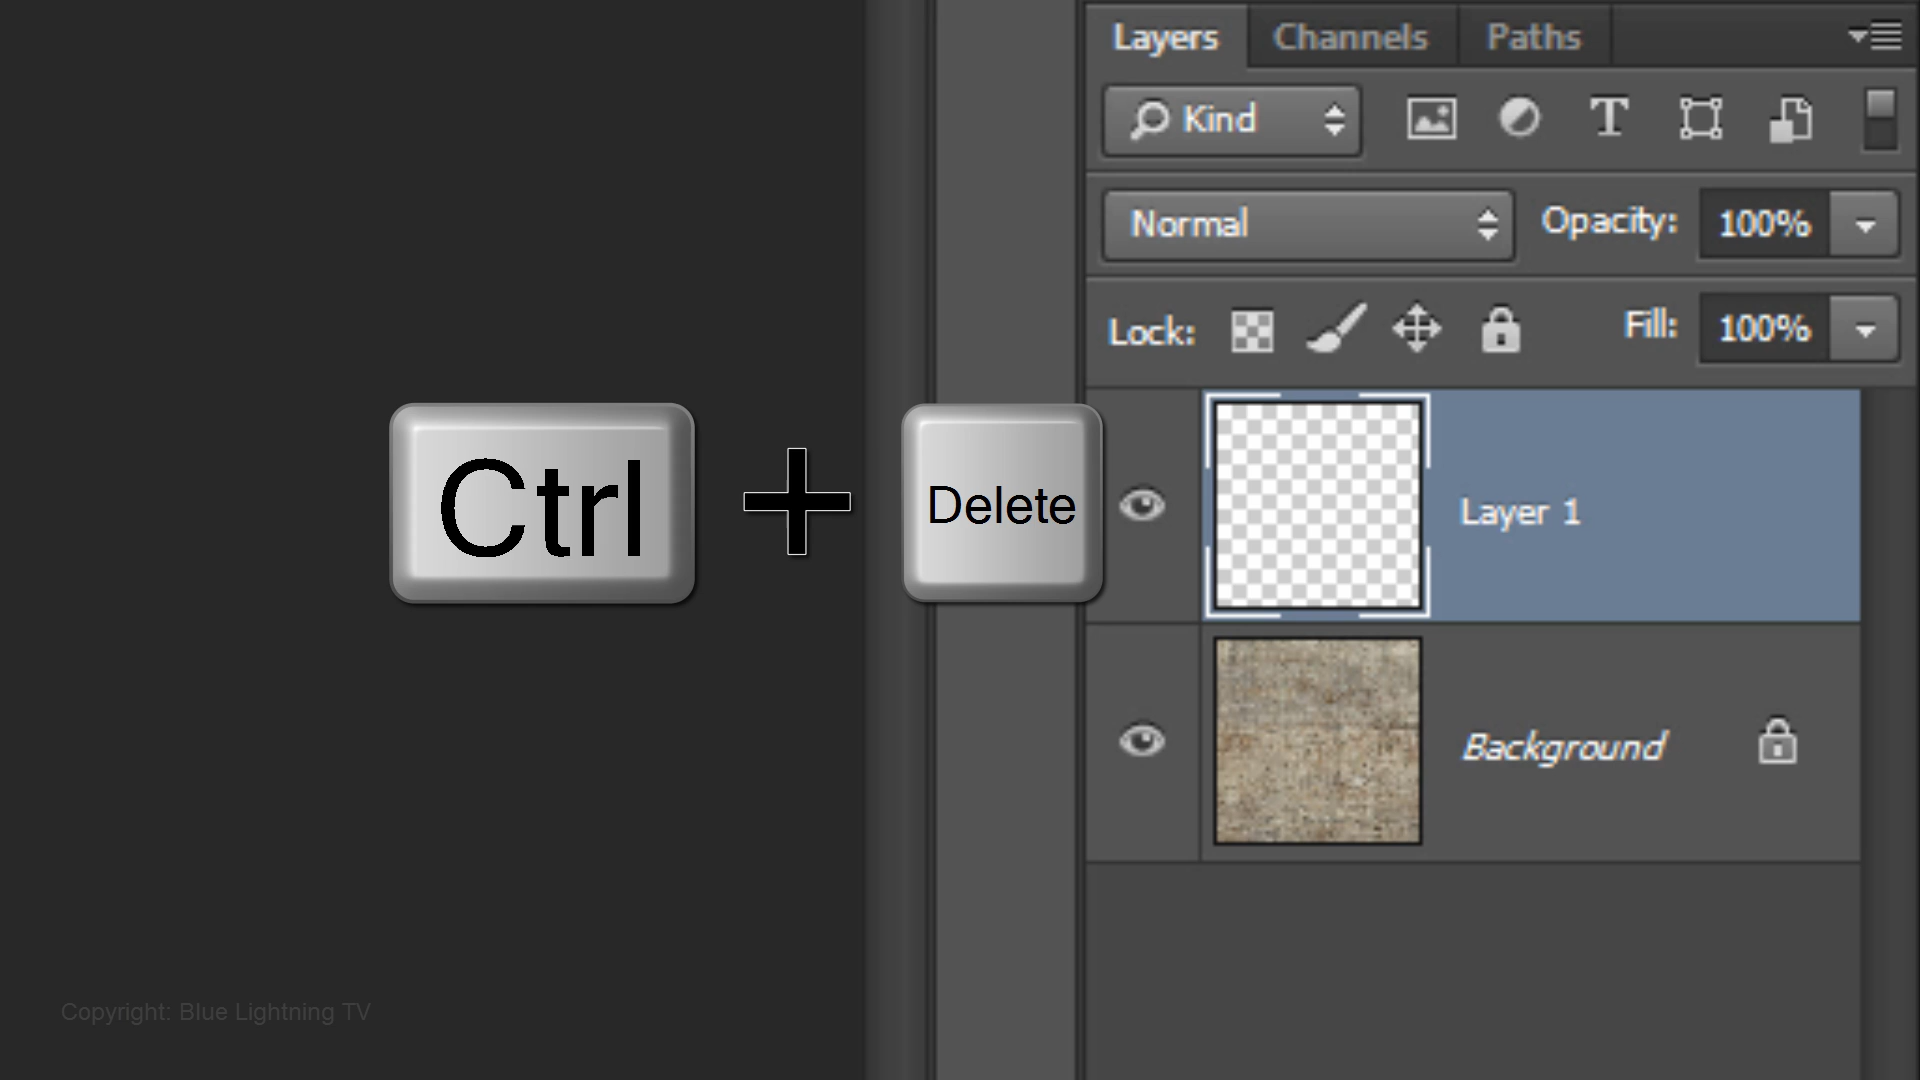 Layers Channels Paths
Kind T
Normal Opacity: 100%
Lock: Fill: 100%
Ctrl + Delete
Layer 1
Background
Copyright: Blue Lightning TV